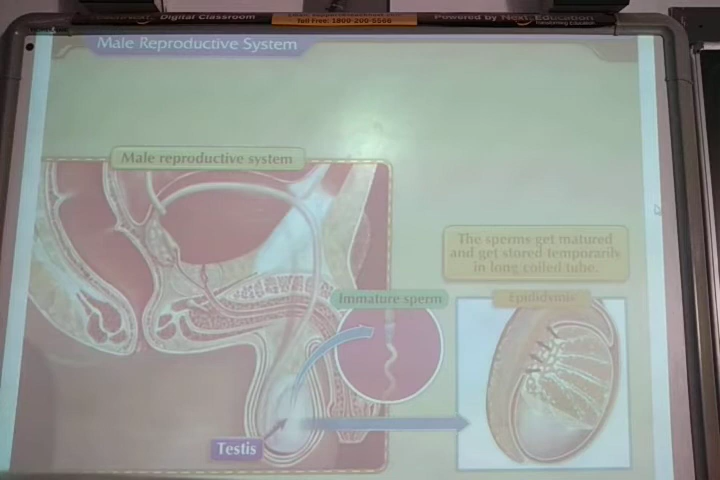 Digital Classroom
Toll Free: 1800-200-5566
Powered by Next Education
Male Reproductive System
Male reproductive system
The sperms get matured
and get stored temporarily
in long coiled tube.
Immature sperm
Epididymis
Testis